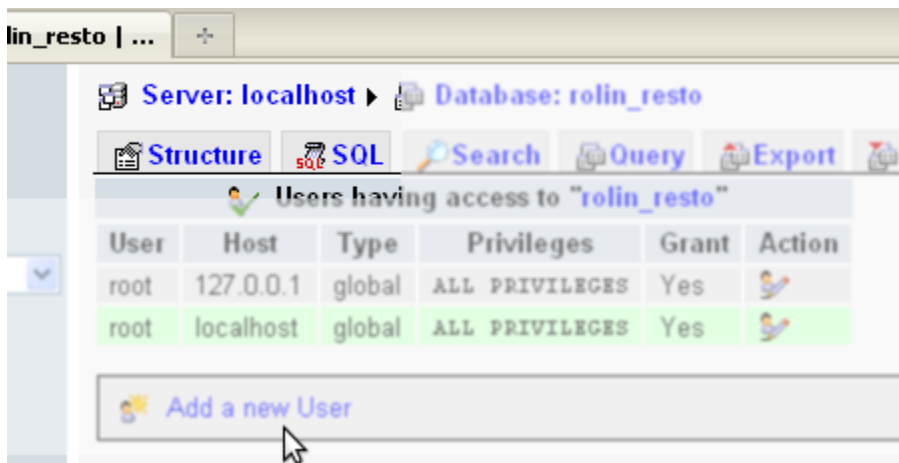 lin_resto | ...
Server: localhost Database: rolin_resto
Structure SQL Search Query Export
Users having access to "rolin_resto"
User Host Type Privileges Grant Action
root 127.0.0.1 global ALL PRIVILEGES Yes
root localhost global ALL PRIVILEGES Yes
Add a new User